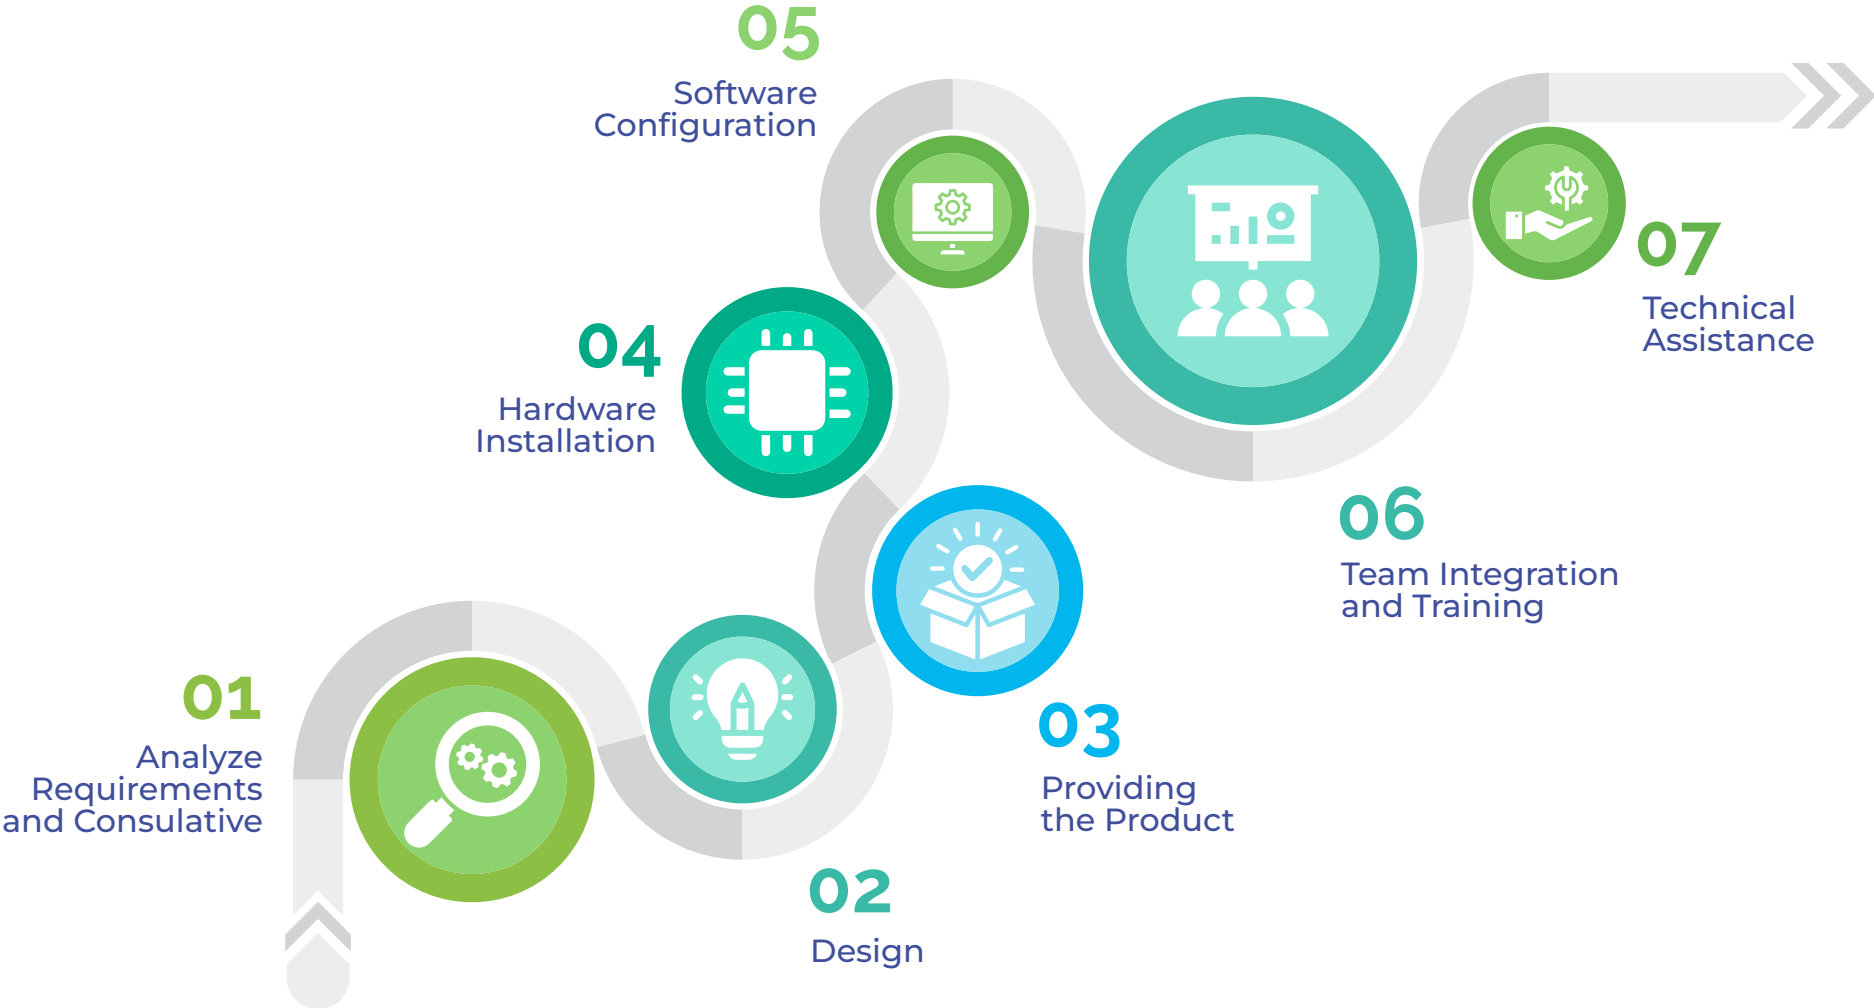 01
Analyze
Requirements
and Consulative
02
Design
03
Providing
the Product
04
Hardware
Installation
05
Software
Configuration
06
Team Integration
and Training
07
Technical
Assistance